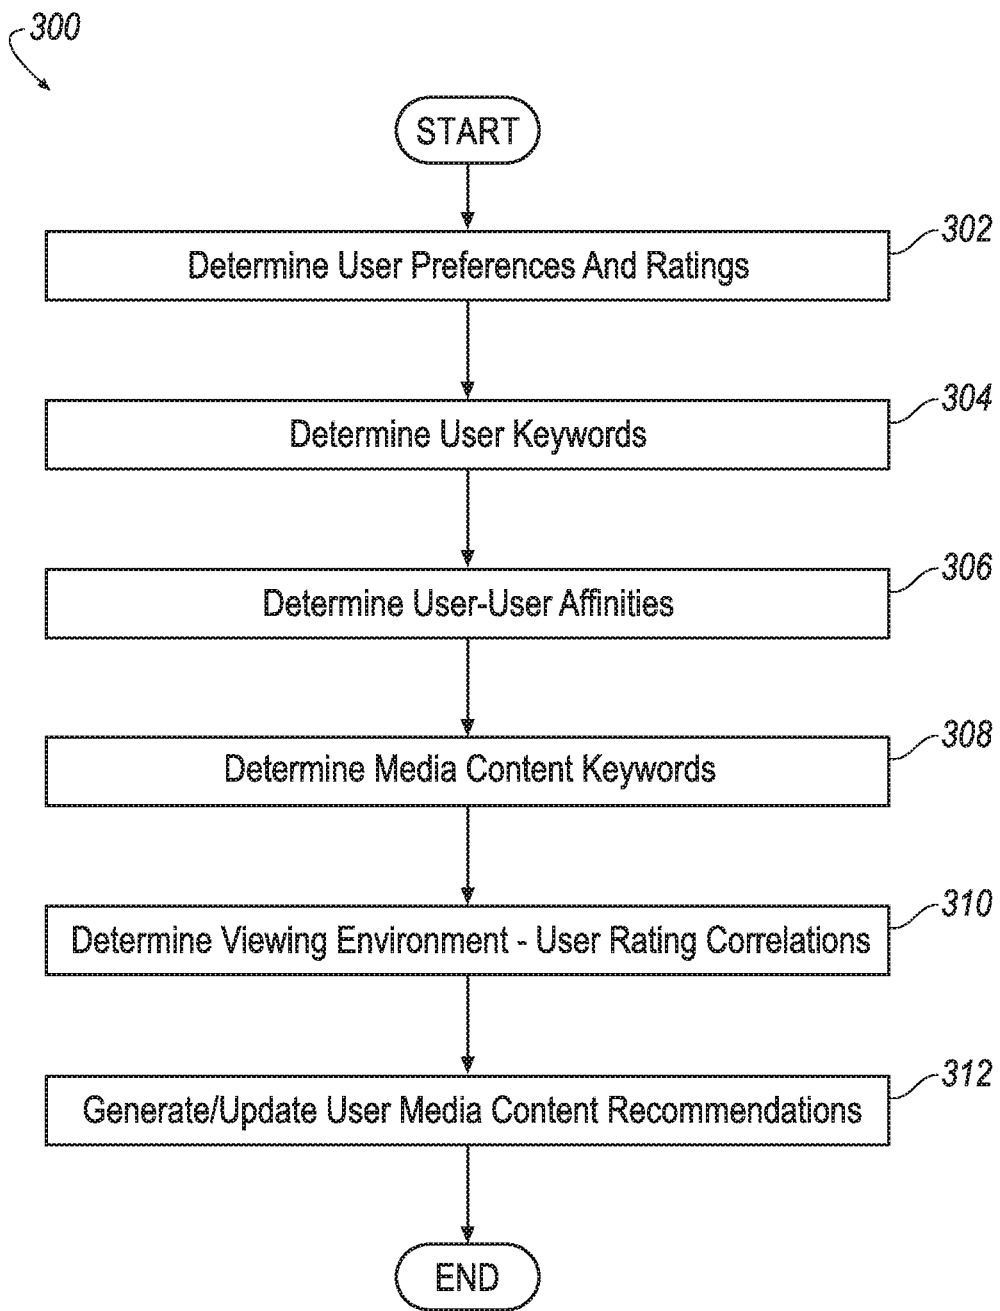 300
START
302
Determine User Preferences And Ratings
304
Determine User Keywords
306
Determine User-User Affinities
308
Determine Media Content Keywords
310
Determine Viewing Environment - User Rating Correlations
312
Generate/Update User Media Content Recommendations
END